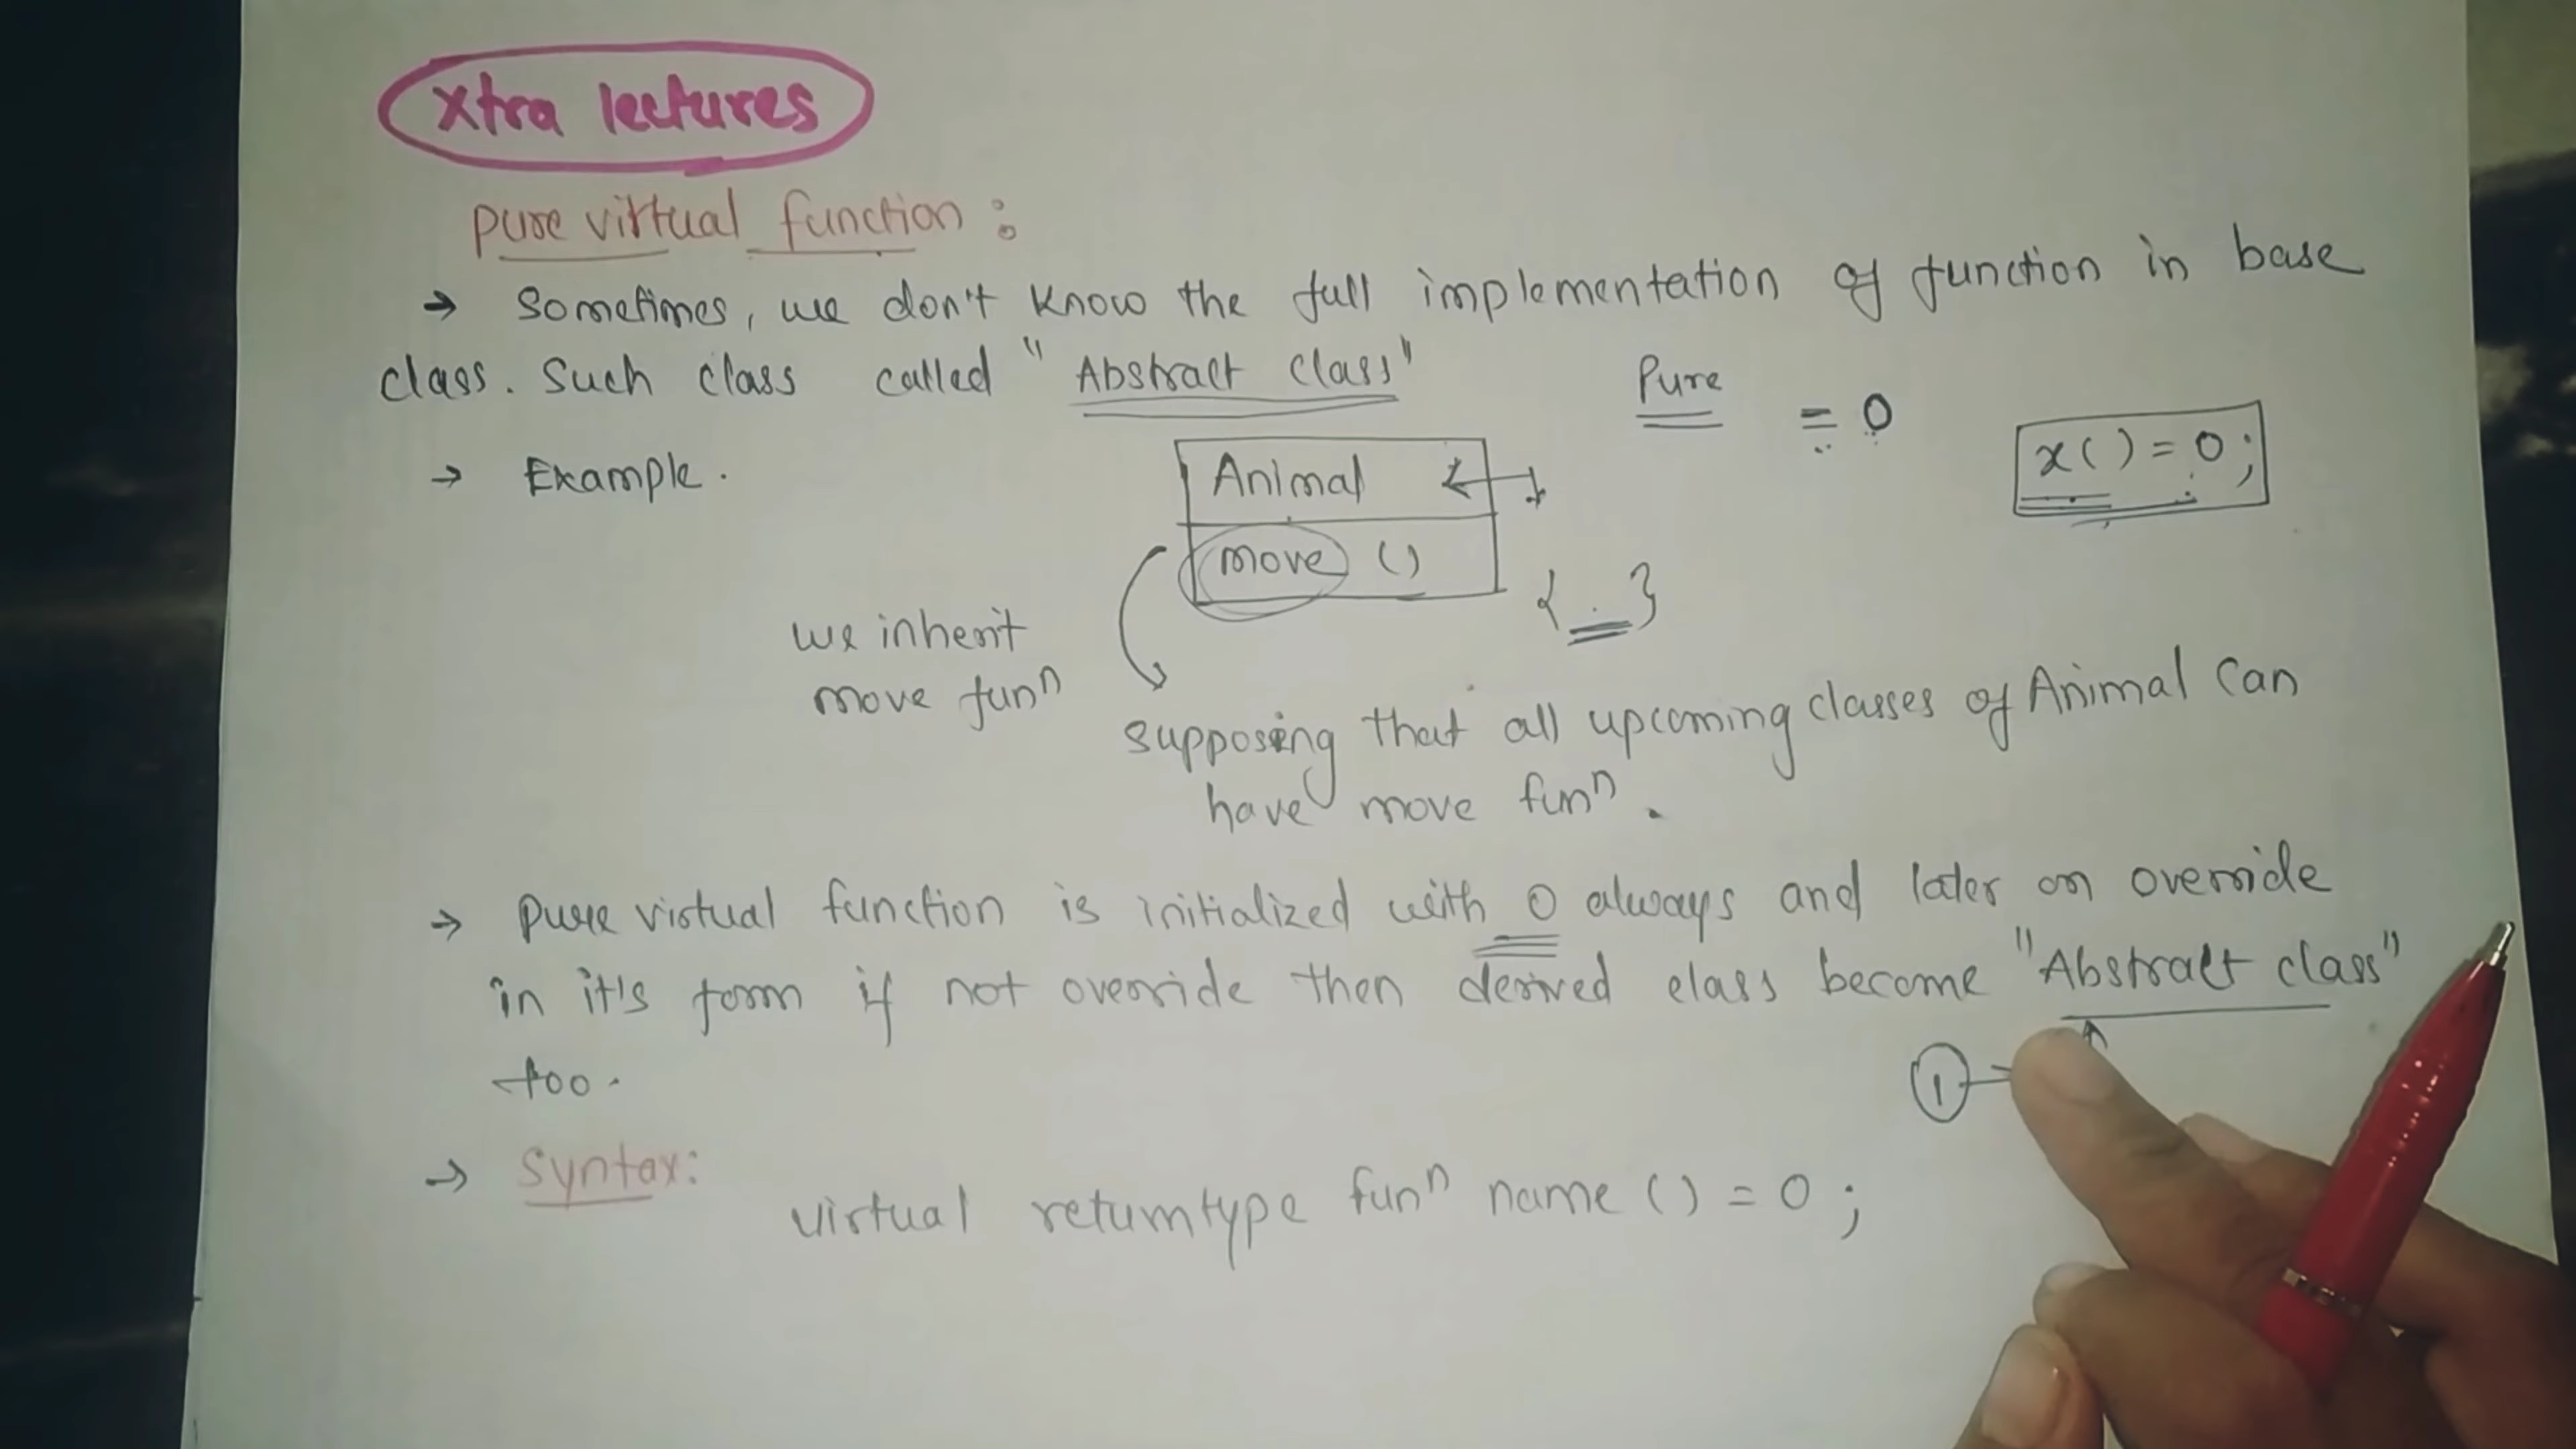 Xtra lectures
Pure virtual function :
→ Sometimes, we don't know the full implementation of function in base
class. Such class called "Abstract Class"
Pure = 0
x() = 0;
→ Example.
Animal
move ()
{ _ }
we inherit
move funⁿ
supposing that all upcoming classes of Animal can
have move funⁿ.
→ pure virtual function is initialized with 0 always and later on override
in it's form if not override then derived class become "Abstract class"
too.
1
→ Syntax:
virtual returntype funⁿ name () = 0 ;